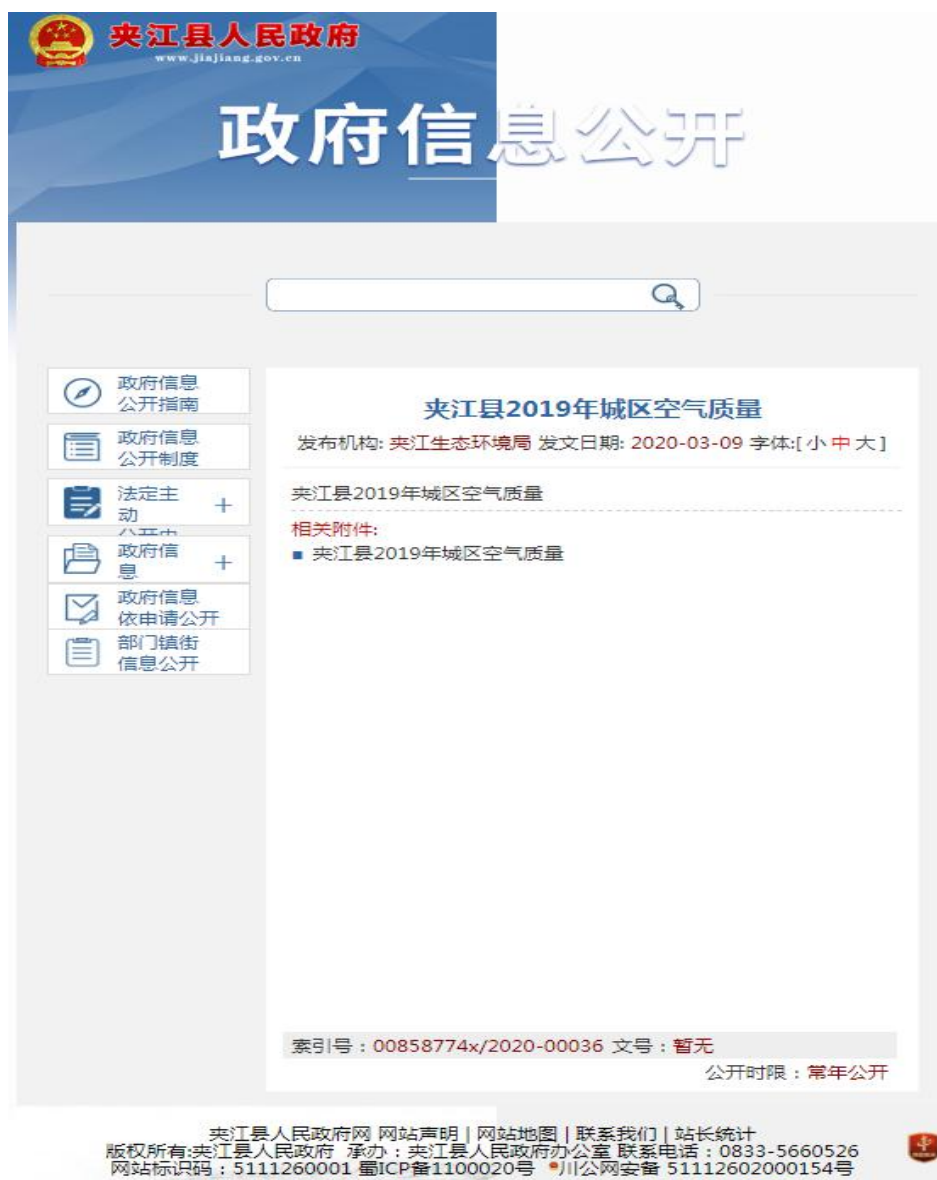 夹江县人民政府
www.jiajiang.gov.cn
政府信息公开
政府信息
公开指南
政府信息
公开制度
法定主
动
政府信
息
政府信息
依申请公开
部门镇街
信息公开
夹江县2019年城区空气质量
发布机构: 夹江生态环境局 发文日期: 2020-03-09 字体:[ 小 中 大 ]
夹江县2019年城区空气质量
相关附件:
夹江县2019年城区空气质量
索引号：00858774x/2020-00036 文号：暂无
公开时限：常年公开
夹江县人民政府网 网站声明 | 网站地图 | 联系我们 | 站长统计
版权所有:夹江县人民政府 承办：夹江县人民政府办公室 联系电话：0833-5660526
网站标识码：5111260001 蜀ICP备1100020号 川公网安备 51112602000154号